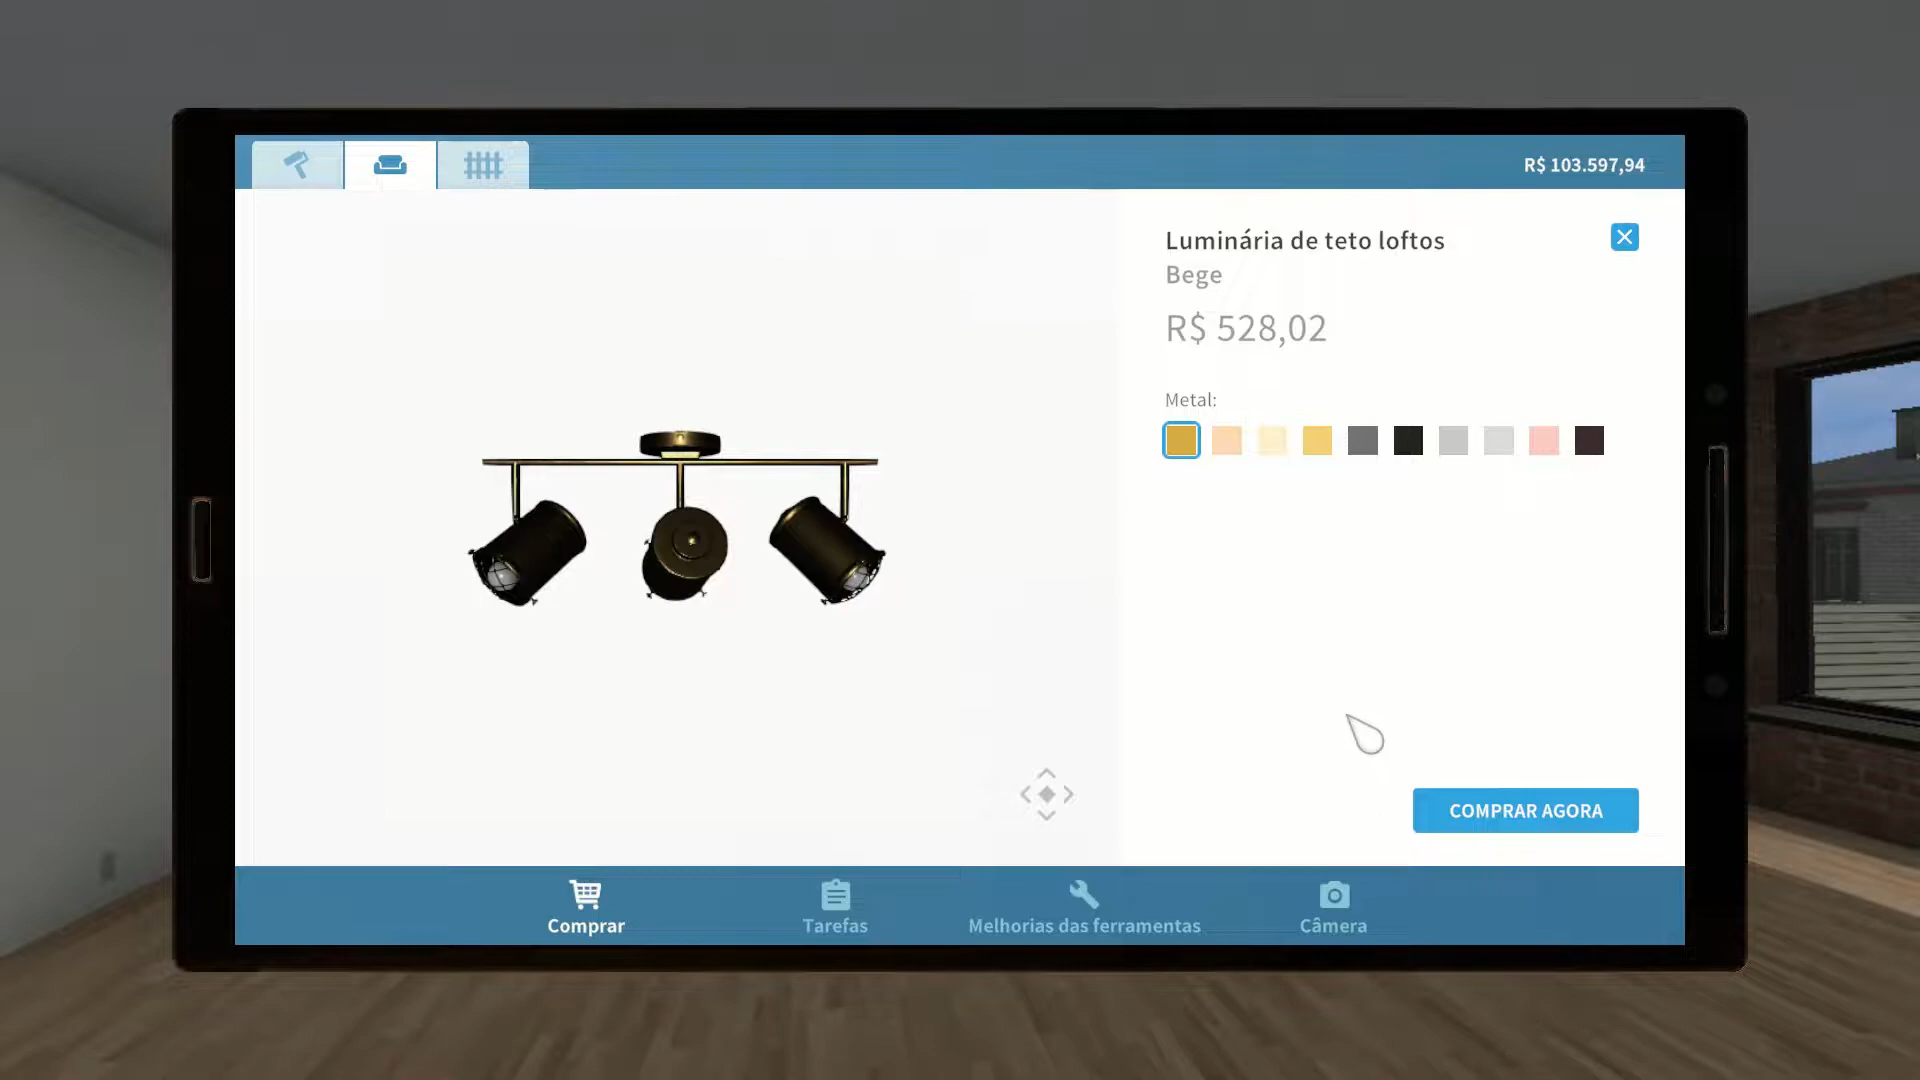 R$ 103.597,94
Luminária de teto loftos
Bege
R$ 528,02
Metal:
COMPRAR AGORA
Comprar
Tarefas
Melhorias das ferramentas
Câmera